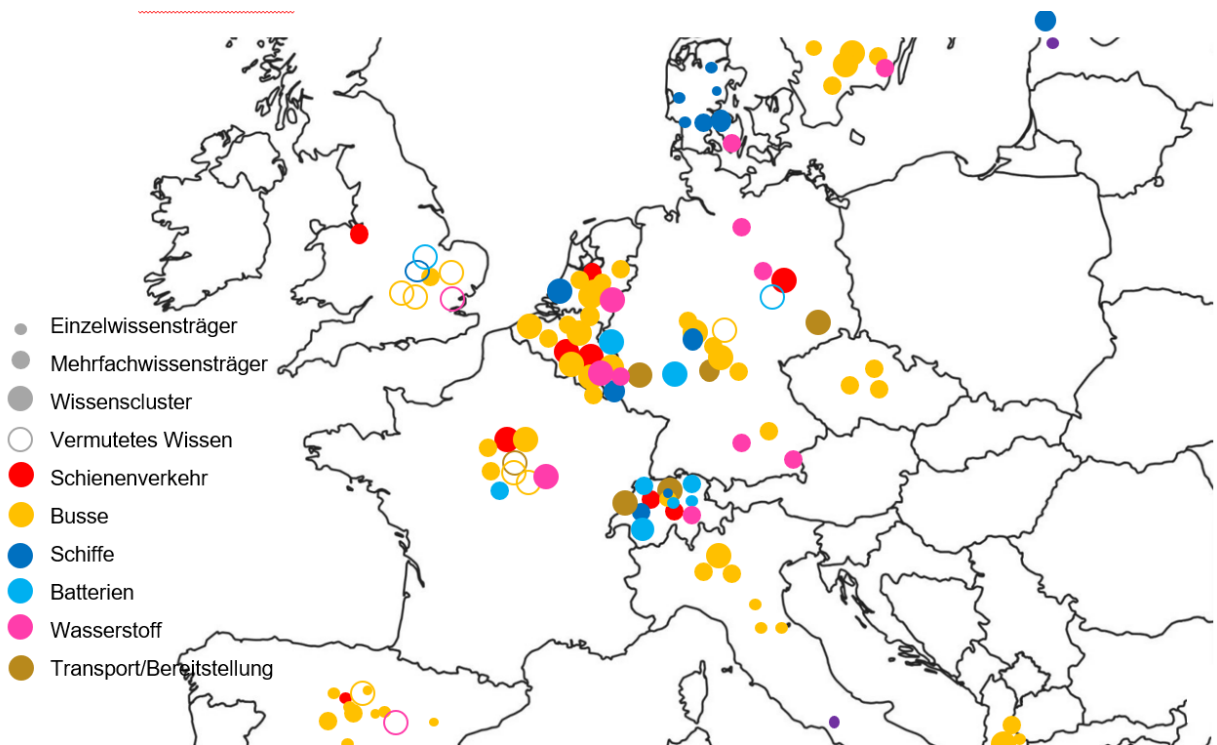 Einzelwissensträger
Mehrfachwissensträger
Wissenscluster
Vermutetes Wissen
Schienenverkehr
Busse
Schiffe
Batterien
Wasserstoff
Transport/Bereitstellung